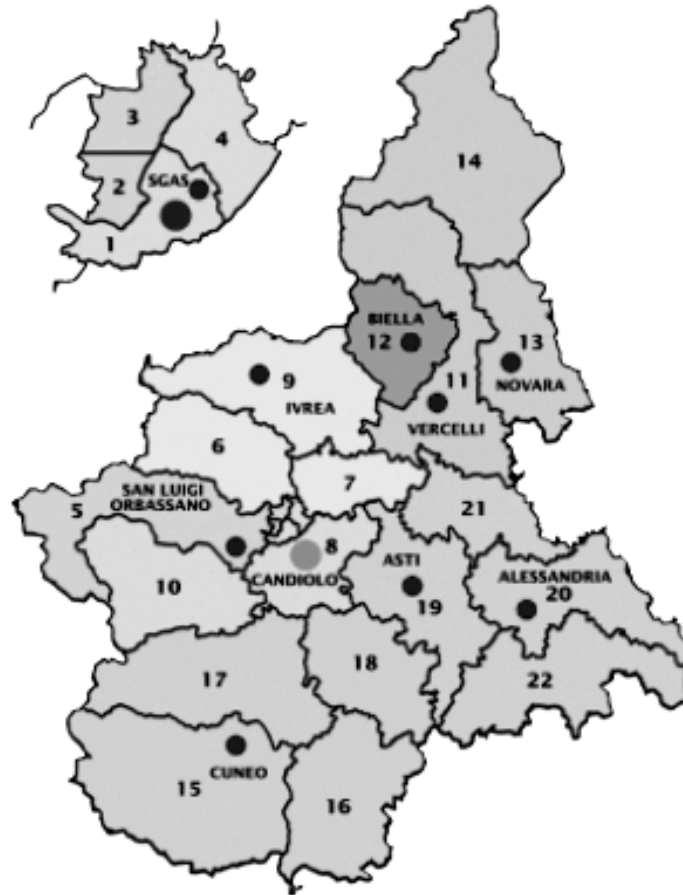 3
4
2
SGAS
1
14
BIELLA
12
13
NOVARA
11
VERCELLI
9
IVREA
6
7
5
SAN LUIGI
ORBASSANO
21
8
CANDIOLO
10
ASTI
19
ALESSANDRIA
20
17
18
22
CUNEO
15
16